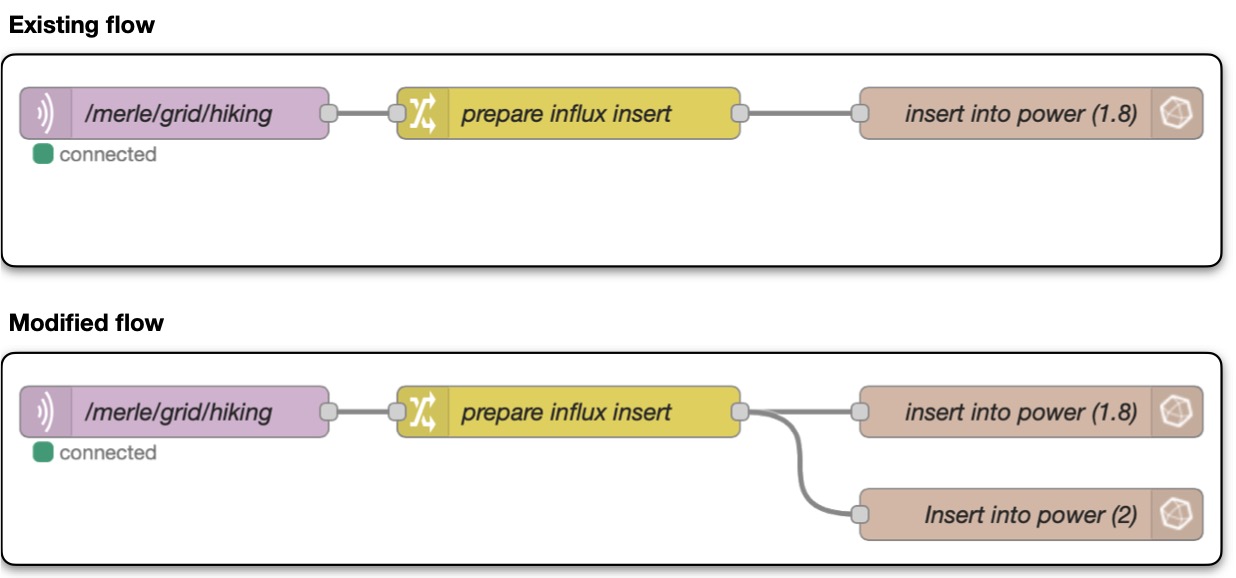 Existing flow
/merle/grid/hiking
prepare influx insert
insert into power (1.8)
connected
Modified flow
/merle/grid/hiking
prepare influx insert
insert into power (1.8)
connected
Insert into power (2)